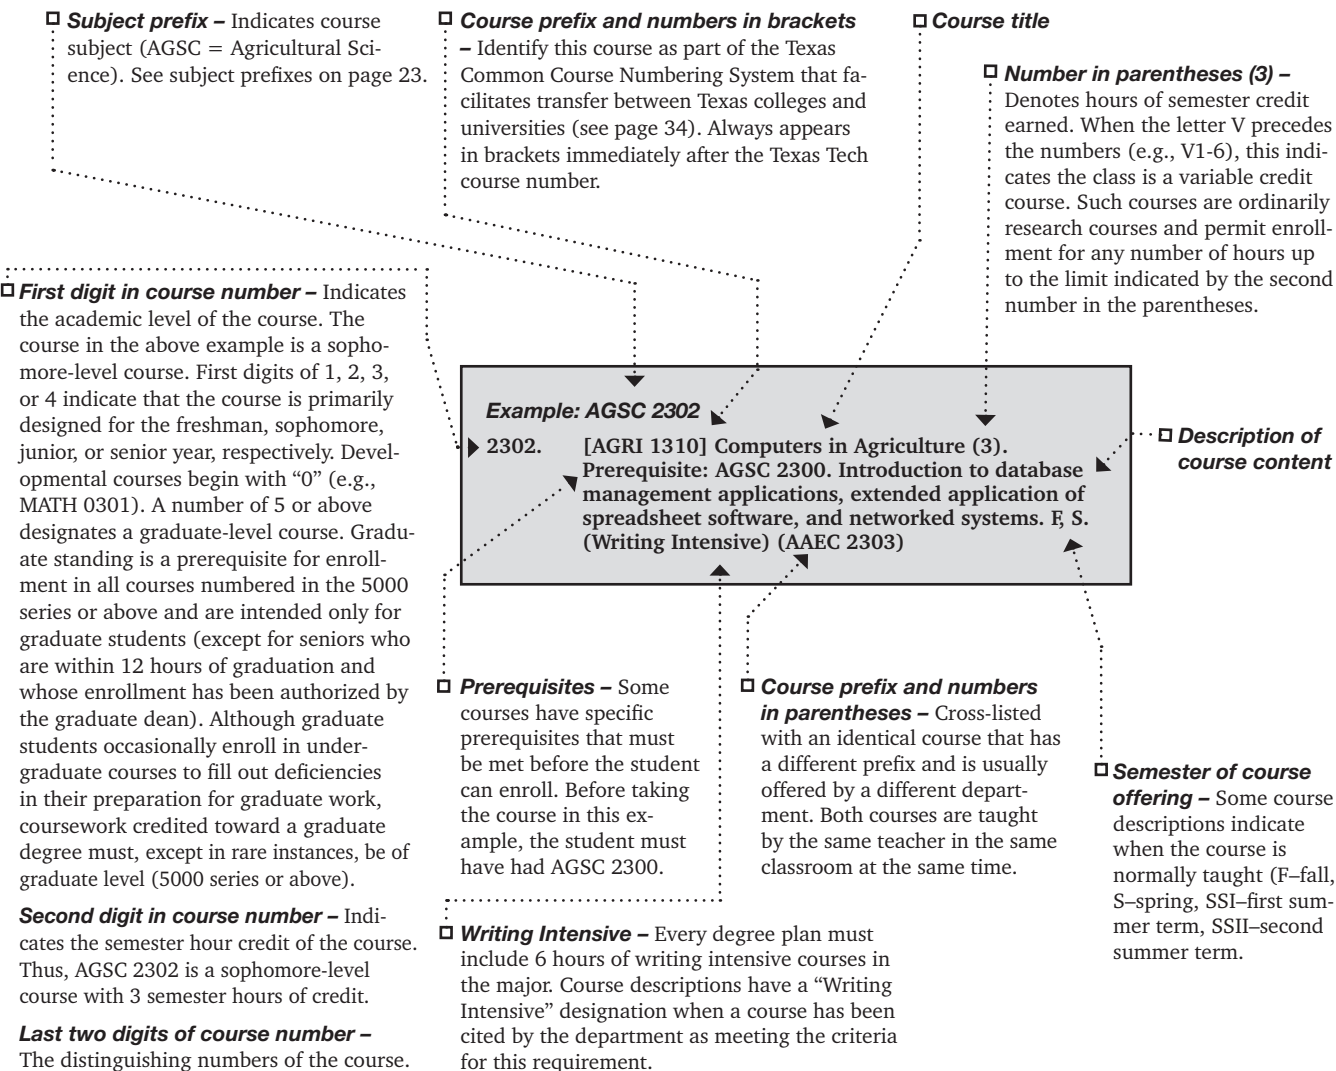 Subject prefix – Indicates course
subject (AGSC = Agricultural Sci-
ence). See subject prefixes on page 23.
Course prefix and numbers in brackets
– Identify this course as part of the Texas
Common Course Numbering System that fa-
cilitates transfer between Texas colleges and
universities (see page 34). Always appears
in brackets immediately after the Texas Tech
course number.
Course title
Number in parentheses (3) –
Denotes hours of semester credit
earned. When the letter V precedes
the numbers (e.g., V1-6), this indi-
cates the class is a variable credit
course. Such courses are ordinarily
research courses and permit enroll-
ment for any number of hours up
to the limit indicated by the second
number in the parentheses.
First digit in course number – Indicates
the academic level of the course. The
course in the above example is a sopho-
more-level course. First digits of 1, 2, 3,
or 4 indicate that the course is primarily
designed for the freshman, sophomore,
junior, or senior year, respectively. Devel-
opmental courses begin with “0” (e.g.,
MATH 0301). A number of 5 or above
designates a graduate-level course. Gradu-
ate standing is a prerequisite for enroll-
ment in all courses numbered in the 5000
series or above and are intended only for
graduate students (except for seniors who
are within 12 hours of graduation and
whose enrollment has been authorized by
the graduate dean). Although graduate
students occasionally enroll in under-
graduate courses to fill out deficiencies
in their preparation for graduate work,
coursework credited toward a graduate
degree must, except in rare instances, be of
graduate level (5000 series or above).
Second digit in course number – Indi-
cates the semester hour credit of the course.
Thus, AGSC 2302 is a sophomore-level
course with 3 semester hours of credit.
Last two digits of course number –
The distinguishing numbers of the course.
Example: AGSC 2302
2302. [AGRI 1310] Computers in Agriculture (3).
Prerequisite: AGSC 2300. Introduction to database
management applications, extended application of
spreadsheet software, and networked systems. F, S.
(Writing Intensive) (AAEC 2303)
Description of
course content
Prerequisites – Some
courses have specific
prerequisites that must
be met before the student
can enroll. Before taking
the course in this ex-
ample, the student must
have had AGSC 2300.
Course prefix and numbers
in parentheses – Cross-listed
with an identical course that has
a different prefix and is usually
offered by a different depart-
ment. Both courses are taught
by the same teacher in the same
classroom at the same time.
Semester of course
offering – Some course
descriptions indicate
when the course is
normally taught (F–fall,
S–spring, SSI–first sum-
mer term, SSII–second
summer term.
Writing Intensive – Every degree plan must
include 6 hours of writing intensive courses in
the major. Course descriptions have a “Writing
Intensive” designation when a course has been
cited by the department as meeting the criteria
for this requirement.